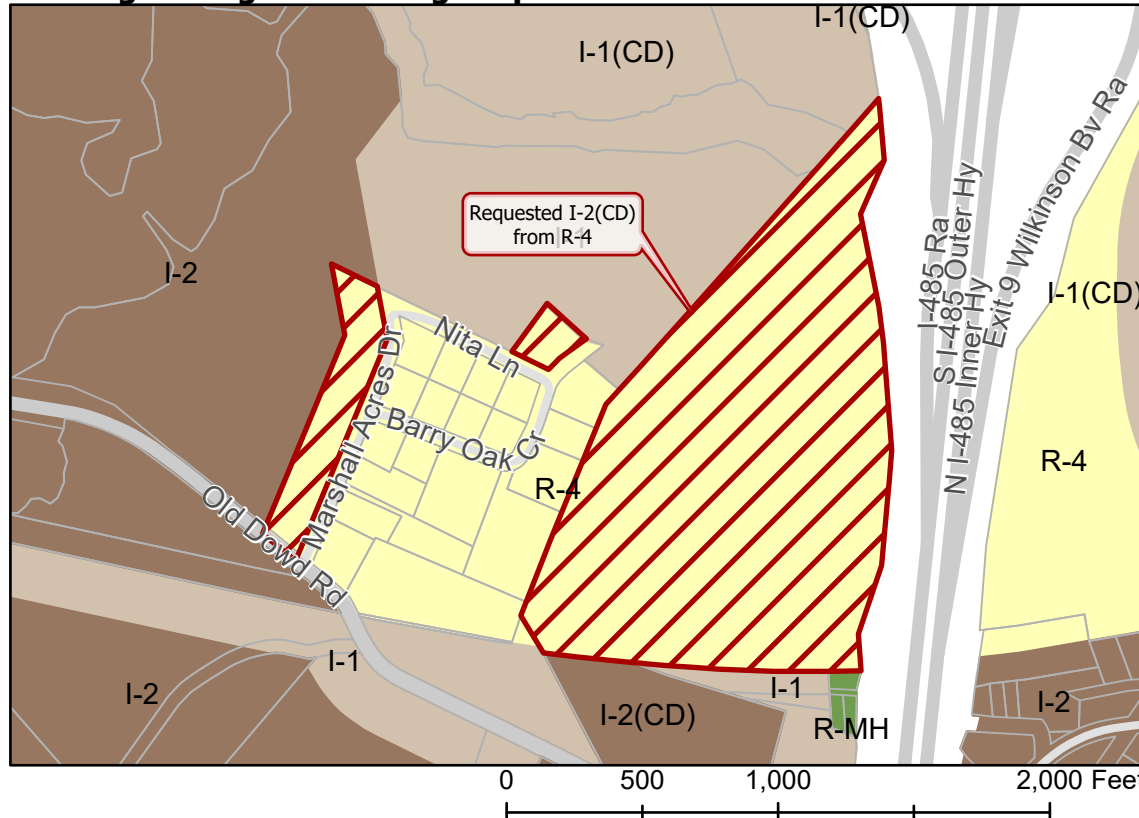 I-1(CD)
I-1(CD)
Requested I-2(CD)
from R-4
I-2
I-485 Ra
S I-485 Outer Hy
N I-485 Inner Hy
Exit 9 Wilkinson Bv Ra
I-1(CD)
Nita Ln
Marshall Acres Dr
Barry Oak Cr
R-4
R-4
Old Dowd Rd
I-1
I-2
I-2(CD)
I-1
R-MH
I-2
0 500 1,000 2,000 Feet